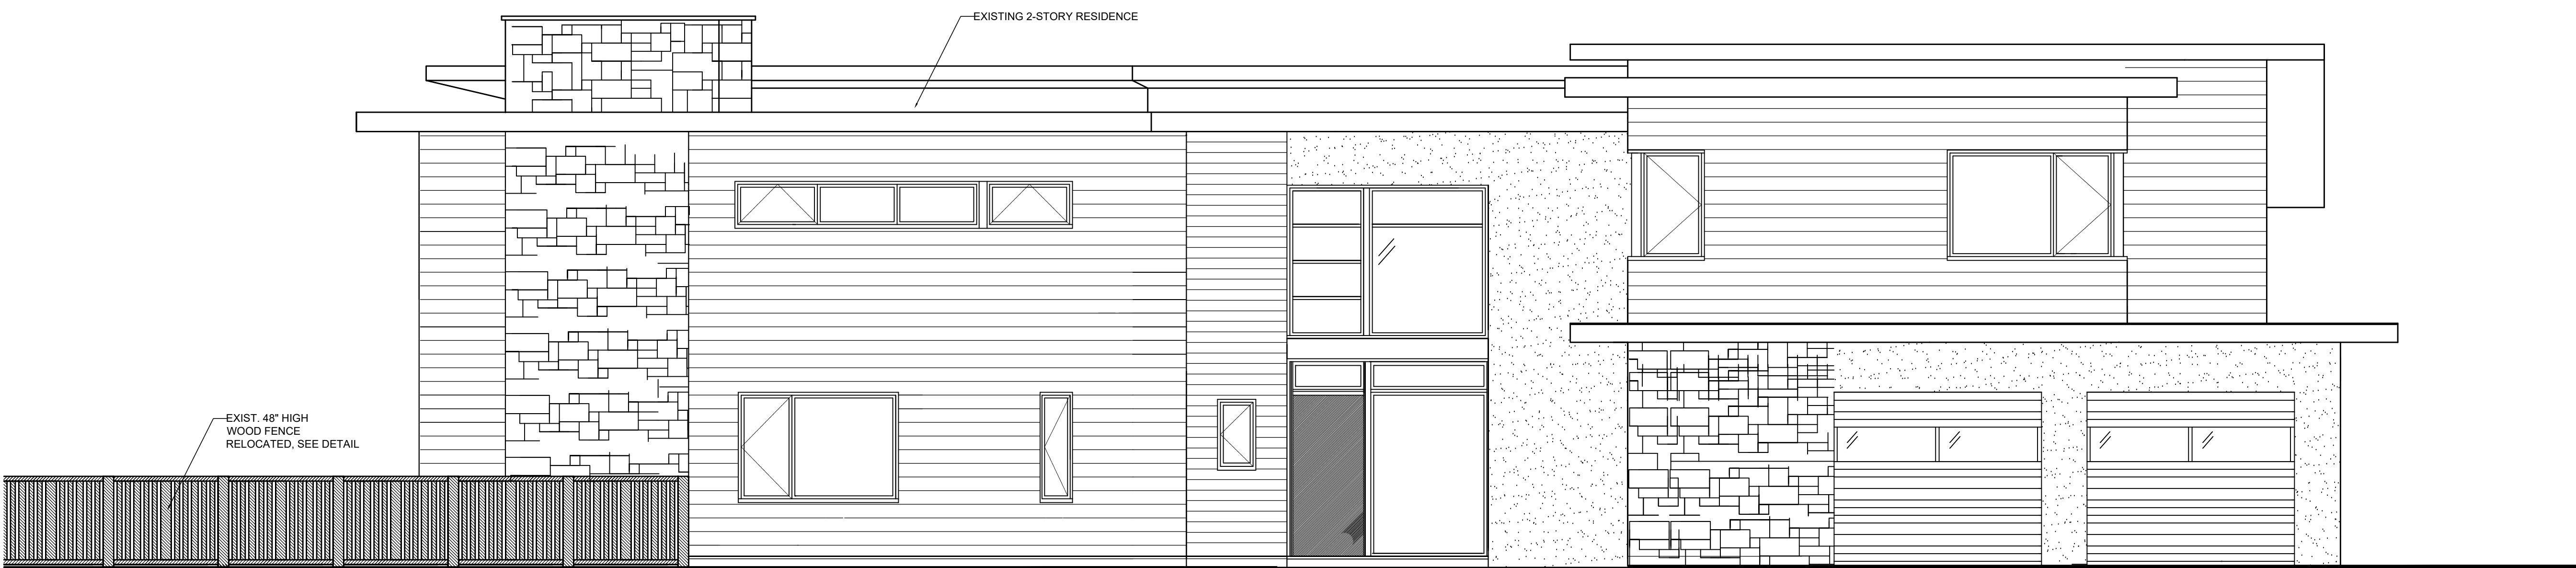 EXISTING 2-STORY RESIDENCE
EXIST. 48" HIGH
WOOD FENCE
RELOCATED, SEE DETAIL